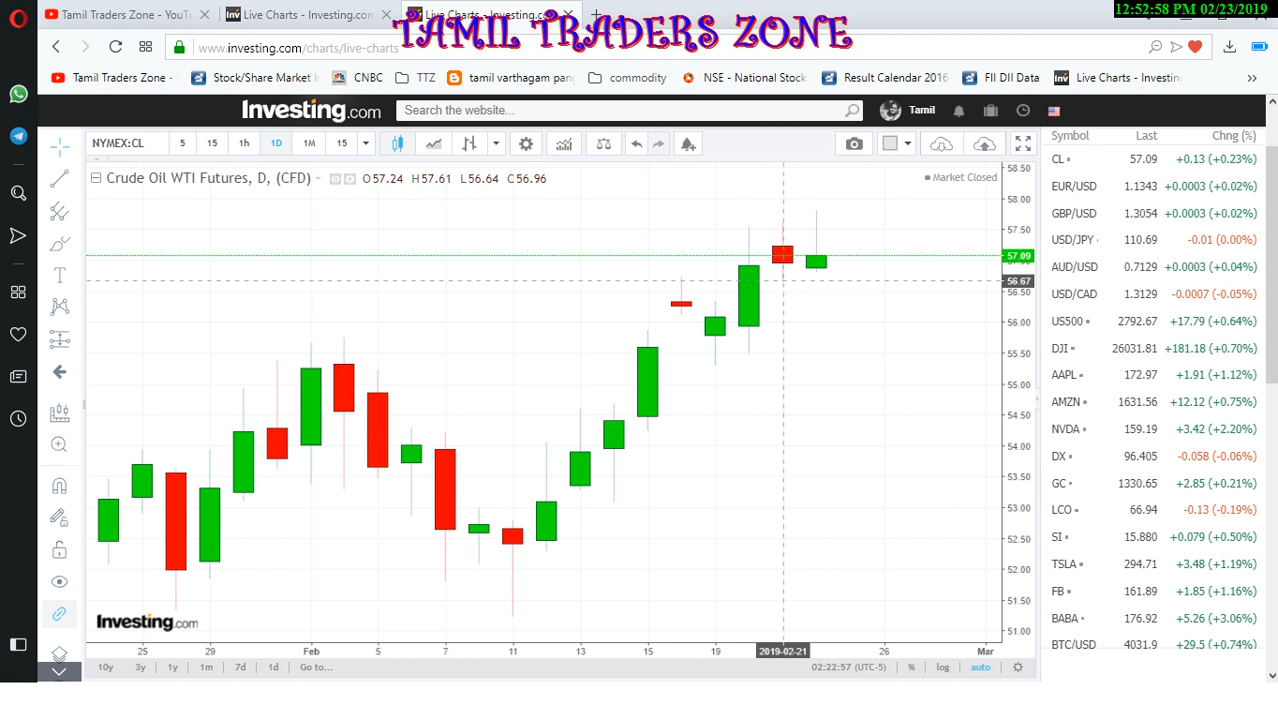 12:52:58 PM 02/23/2019
Tamil Traders Zone - YouTu
Live Charts - Investing.com
Live Charts - Investing.co
TAMIL TRADERS ZONE
www.investing.com/charts/live-charts
Tamil Traders Zone -
Stock/Share Market I
CNBC
TTZ
tamil varthagam pan
commodity
NSE - National Stock
Result Calendar 2016
FII DII Data
Live Charts - Investin
Investing.com
Search the website...
Tamil
NYMEX:CL
5
15
1h
1D
1M
15
Crude Oil WTI Futures, D, (CFD)
O57.24 H57.61 L56.64 C56.96
Market Closed
58.50
58.00
57.50
57.09
56.67
56.50
56.00
55.50
55.00
54.50
54.00
53.50
53.00
52.50
52.00
51.50
51.00
Investing.com
25
29
Feb
5
7
11
13
15
19
2019-02-21
26
Mar
10y
3y
1y
1m
7d
1d
Go to...
02:22:57 (UTC-5)
%
log
auto
Symbol Last Chng (%)
CL 57.09 +0.13 (+0.23%)
EUR/USD 1.1343 +0.0003 (+0.02%)
GBP/USD 1.3054 +0.0003 (+0.02%)
USD/JPY 110.69 -0.01 (0.00%)
AUD/USD 0.7129 +0.0003 (+0.04%)
USD/CAD 1.3129 -0.0007 (-0.05%)
US500 2792.67 +17.79 (+0.64%)
DJI 26031.81 +181.18 (+0.70%)
AAPL 172.97 +1.91 (+1.12%)
AMZN 1631.56 +12.12 (+0.75%)
NVDA 159.19 +3.42 (+2.20%)
DX 96.405 -0.058 (-0.06%)
GC 1330.65 +2.85 (+0.21%)
LCO 66.94 -0.13 (-0.19%)
SI 15.880 +0.079 (+0.50%)
TSLA 294.71 +3.48 (+1.19%)
FB 161.89 +1.85 (+1.16%)
BABA 176.92 +5.26 (+3.06%)
BTC/USD 4031.9 +29.5 (+0.74%)